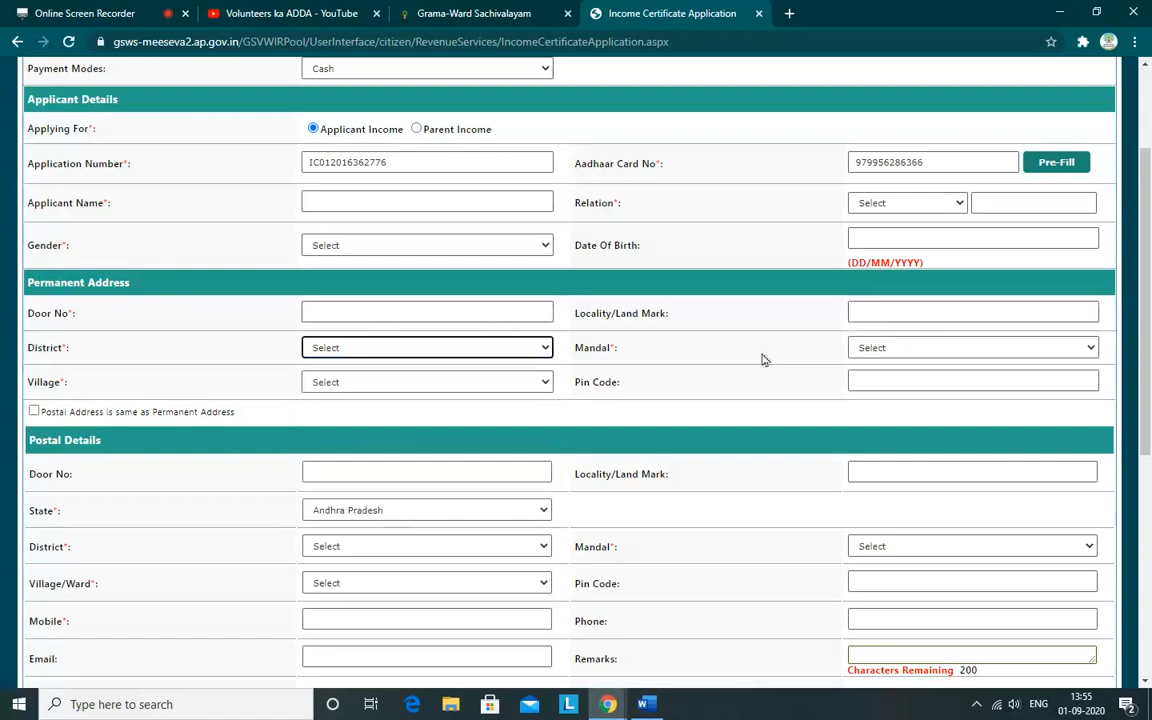 Online Screen Recorder
Volunteers ka ADDA - YouTube
Grama-Ward Sachivalayam
Income Certificate Application
gsws-meeseva2.ap.gov.in/GSVWIRPool/UserInterface/citizen/RevenueServices/IncomeCertificateApplication.aspx
Payment Modes: Cash
Applicant Details
Applying For*: Applicant Income Parent Income
Application Number*: IC012016362776 Aadhaar Card No*: 979956286366 Pre-Fill
Applicant Name*: Relation*: Select
Gender*: Select Date Of Birth:
(DD/MM/YYYY)
Permanent Address
Door No*: Locality/Land Mark:
District*: Select Mandal*: Select
Village*: Select Pin Code:
Postal Address is same as Permanent Address
Postal Details
Door No: Locality/Land Mark:
State*: Andhra Pradesh
District*: Select Mandal*: Select
Village/Ward*: Select Pin Code:
Mobile*: Phone:
Email: Remarks:
Characters Remaining 200
Type here to search
L
W
ENG
13:55
01-09-2020
2